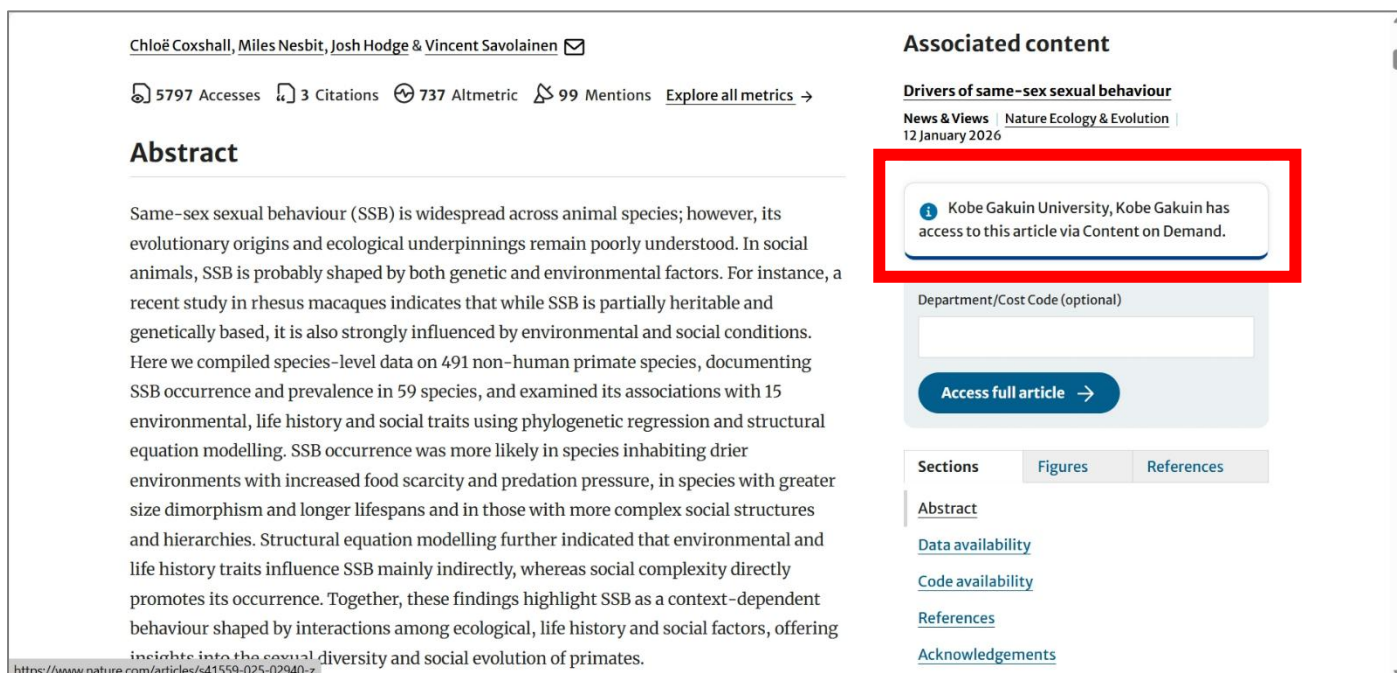 Chloë Coxshall, Miles Nesbit, Josh Hodge & Vincent Savolainen
5797 Accesses 3 Citations 737 Altmetric 99 Mentions Explore all metrics →
Abstract
Same-sex sexual behaviour (SSB) is widespread across animal species; however, its
evolutionary origins and ecological underpinnings remain poorly understood. In social
animals, SSB is probably shaped by both genetic and environmental factors. For instance, a
recent study in rhesus macaques indicates that while SSB is partially heritable and
genetically based, it is also strongly influenced by environmental and social conditions.
Here we compiled species-level data on 491 non-human primate species, documenting
SSB occurrence and prevalence in 59 species, and examined its associations with 15
environmental, life history and social traits using phylogenetic regression and structural
equation modelling. SSB occurrence was more likely in species inhabiting drier
environments with increased food scarcity and predation pressure, in species with greater
size dimorphism and longer lifespans and in those with more complex social structures
and hierarchies. Structural equation modelling further indicated that environmental and
life history traits influence SSB mainly indirectly, whereas social complexity directly
promotes its occurrence. Together, these findings highlight SSB as a context-dependent
behaviour shaped by interactions among ecological, life history and social factors, offering
insights into the sexual diversity and social evolution of primates.
https://www.nature.com/articles/s41559-025-02940-z
Associated content
Drivers of same-sex sexual behaviour
News & Views | Nature Ecology & Evolution |
12 January 2026
Kobe Gakuin University, Kobe Gakuin has
access to this article via Content on Demand.
Department/Cost Code (optional)
Access full article →
Sections Figures References
Abstract
Data availability
Code availability
References
Acknowledgements